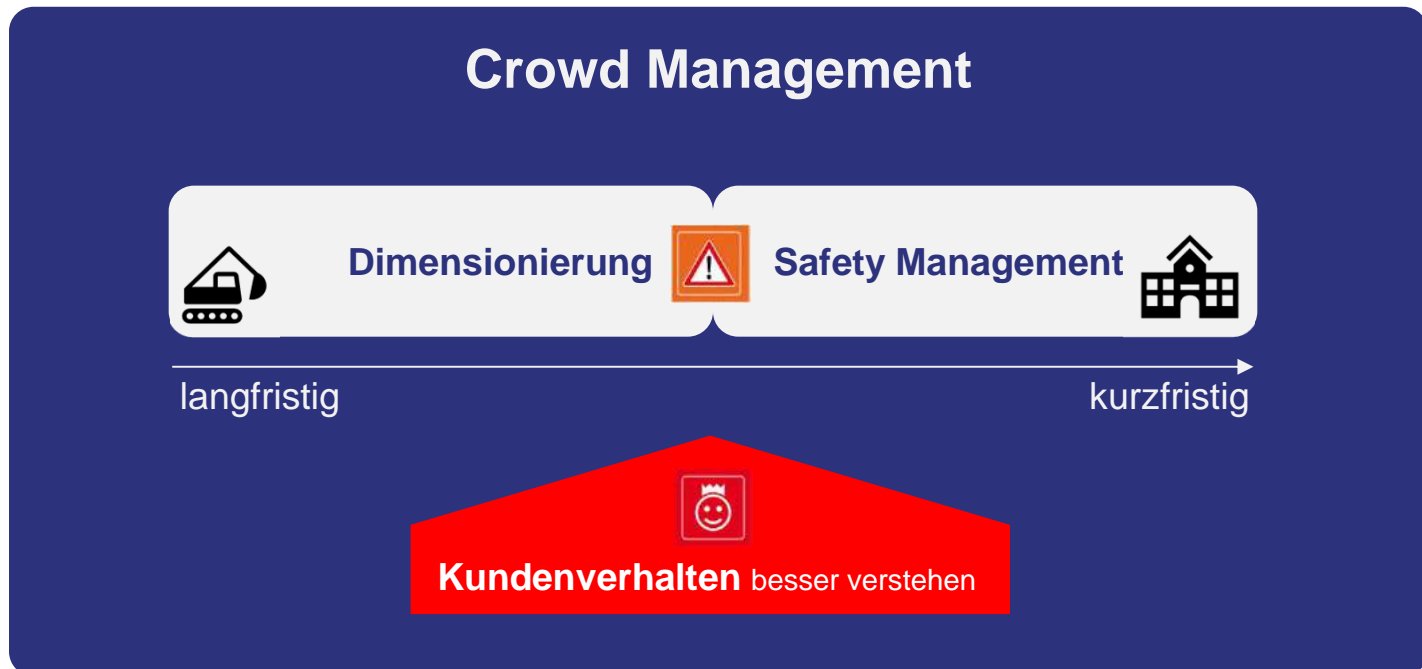 Crowd Management
Dimensionierung
Safety Management
langfristig
kurzfristig
Kundenverhalten besser verstehen